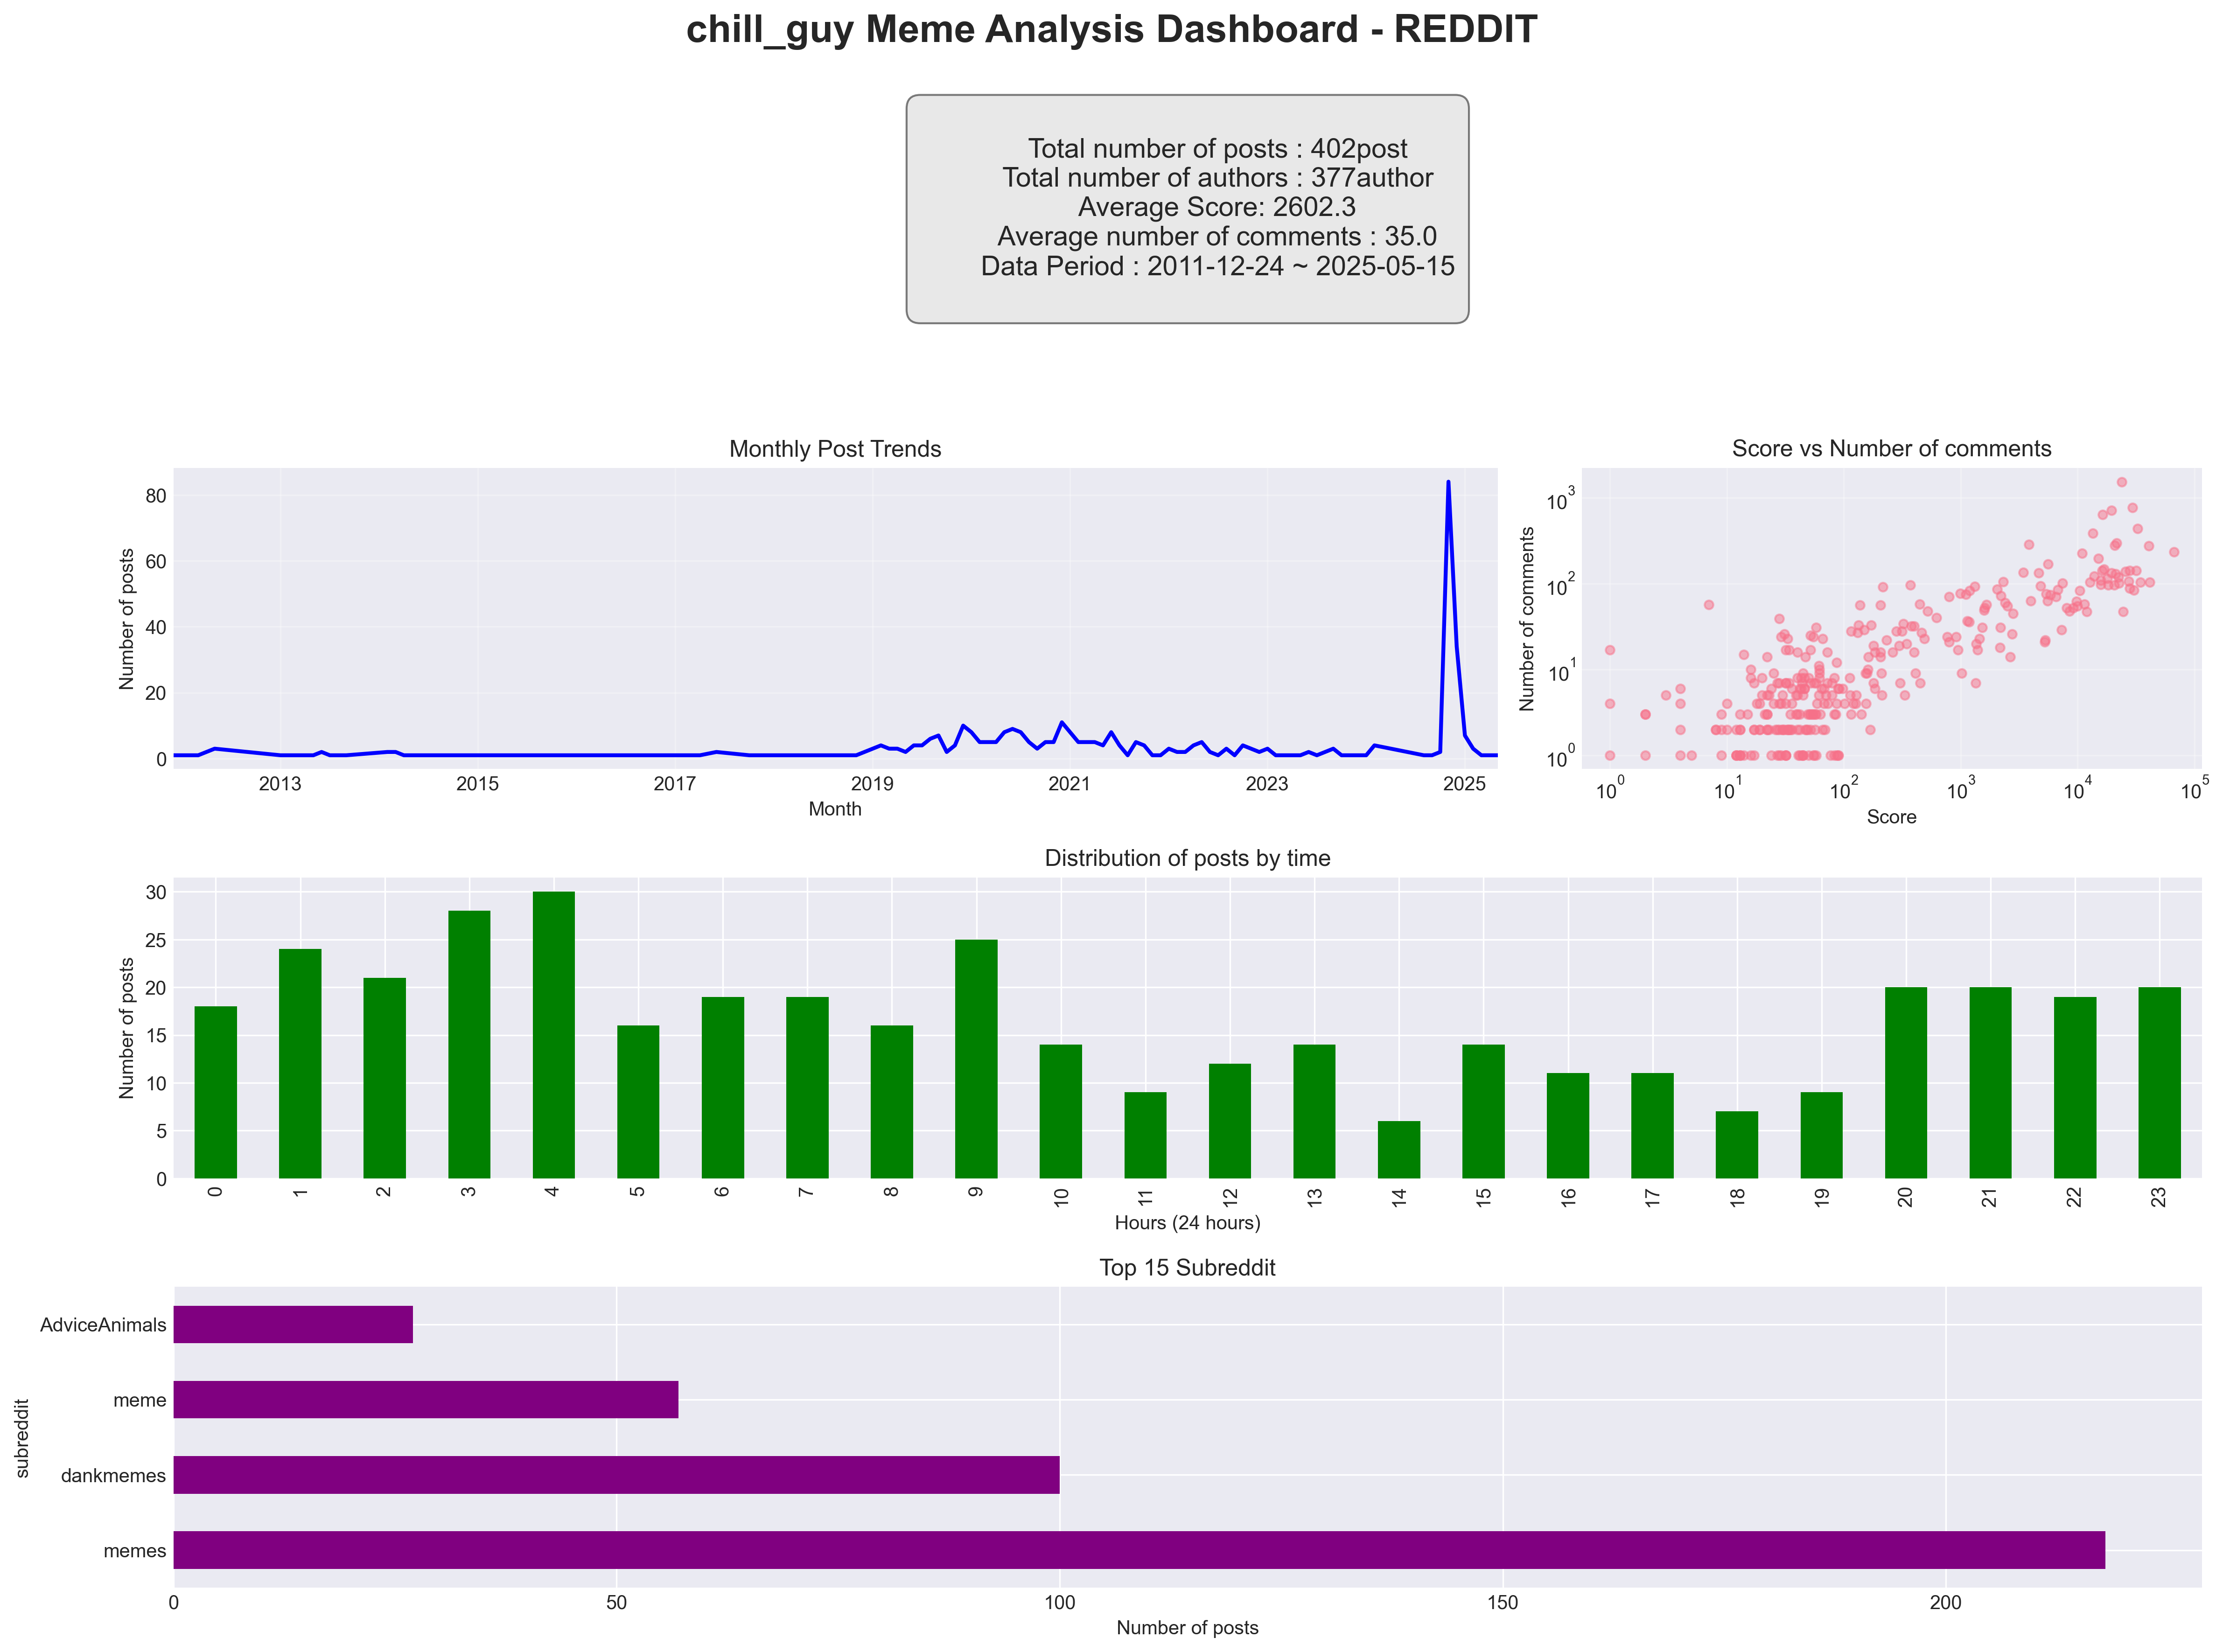 chill_guy Meme Analysis Dashboard - REDDIT
Total number of posts : 402post
Total number of authors : 377author
Average Score: 2602.3
Average number of comments : 35.0
Data Period : 2011-12-24 ~ 2025-05-15
Monthly Post Trends
Number of posts
80
60
40
20
0
2013 2015 2017 2019 2021 2023 2025
Month
Score vs Number of comments
Number of comments
10^3
10^2
10^1
10^0
10^0 10^1 10^2 10^3 10^4 10^5
Score
Distribution of posts by time
Number of posts
30
25
20
15
10
5
0
0 1 2 3 4 5 6 7 8 9 10 11 12 13 14 15 16 17 18 19 20 21 22 23
Hours (24 hours)
Top 15 Subreddit
subreddit
AdviceAnimals
meme
dankmemes
memes
0 50 100 150 200
Number of posts